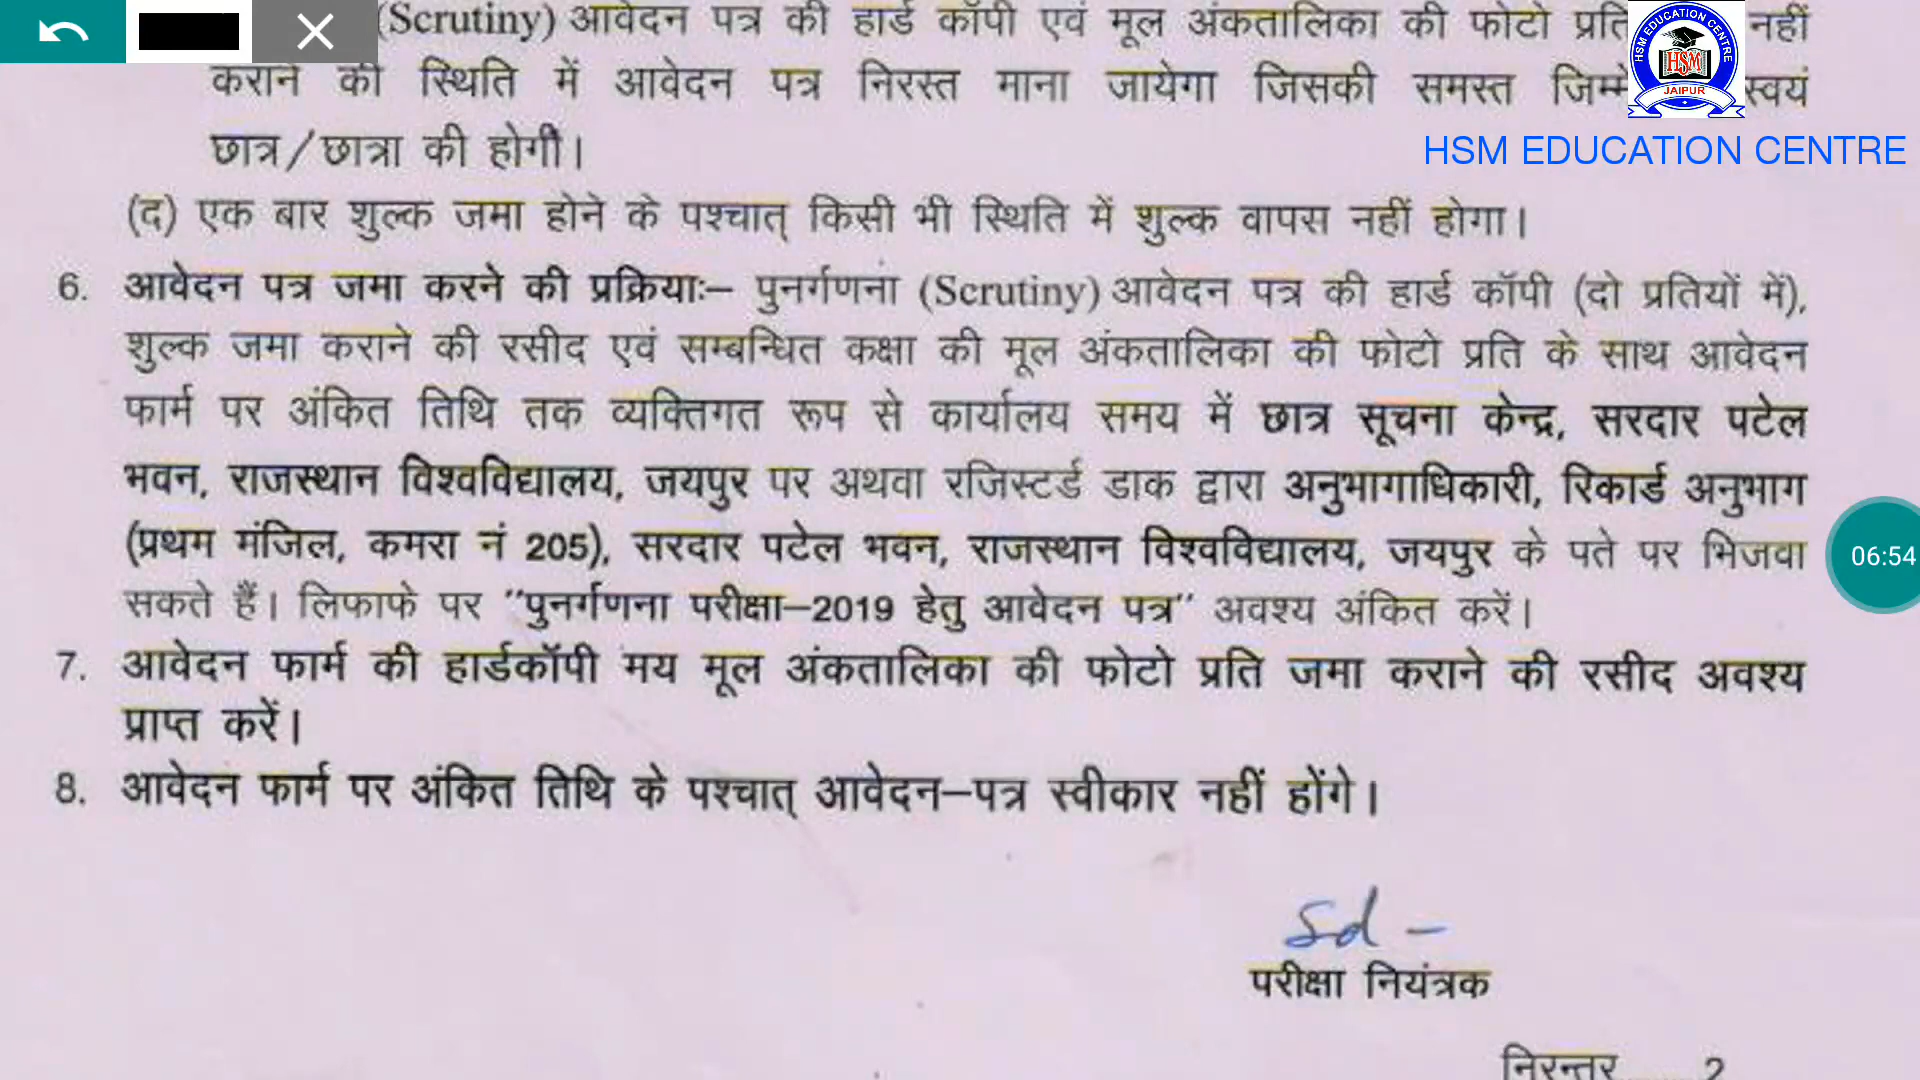 (Scrutiny) आवेदन पत्र की हार्ड कॉपी एवं मूल अंकतालिका की फोटो नहीं
कराने की स्थिति में आवेदन पत्र निरस्त माना जायेगा जिसकी समस्त स्वयं
छात्र/छात्रा की होगी।
HSM EDUCATION CENTRE
HSM
JAIPUR
HSM EDUCATION CENTRE
(द) एक बार शुल्क जमा होने के पश्चात् किसी भी स्थिति में शुल्क वापस नहीं होगा।
6. आवेदन पत्र जमा करने की प्रक्रियाः– पुनर्गणना (Scrutiny) आवेदन पत्र की हार्ड कॉपी (दो प्रतियों में),
शुल्क जमा कराने की रसीद एवं सम्बन्धित कक्षा की मूल अंकतालिका की फोटो प्रति के साथ आवेदन
फार्म पर अंकित तिथि तक व्यक्तिगत रूप से कार्यालय समय में छात्र सूचना केन्द्र, सरदार पटेल
भवन, राजस्थान विश्वविद्यालय, जयपुर पर अथवा रजिस्टर्ड डाक द्वारा अनुभागाधिकारी, रिकार्ड अनुभाग
(प्रथम मंजिल, कमरा नं 205), सरदार पटेल भवन, राजस्थान विश्वविद्यालय, जयपुर के पते पर भिजवा
06:54
सकते हैं। लिफाफे पर "पुनर्गणना परीक्षा–2019 हेतु आवेदन पत्र" अवश्य अंकित करें।
7. आवेदन फार्म की हार्डकॉपी मय मूल अंकतालिका की फोटो प्रति जमा कराने की रसीद अवश्य
प्राप्त करें।
8. आवेदन फार्म पर अंकित तिथि के पश्चात् आवेदन–पत्र स्वीकार नहीं होंगे।
Sd –
परीक्षा नियंत्रक
निरन्तर......2